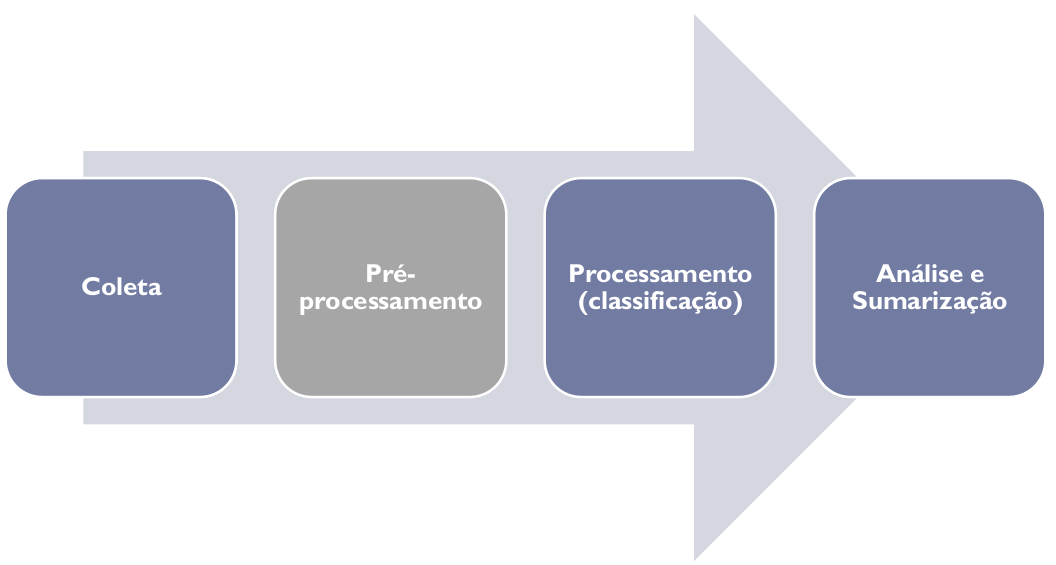 Coleta
Pré-
processamento
Processamento
(classificação)
Análise e
Sumarização